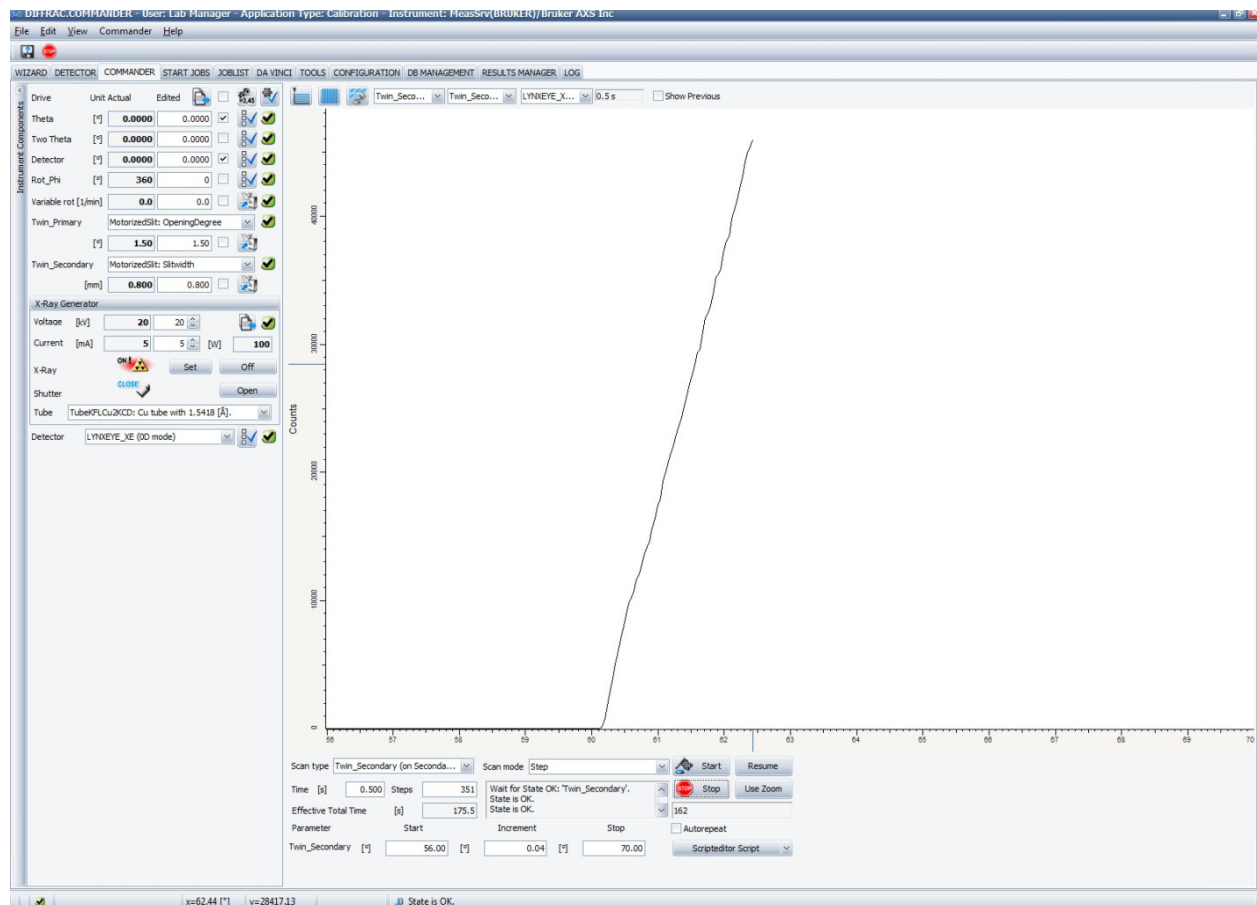 DIFFRAC.COMMANDER - User: Lab Manager - Application Type: Calibration - Instrument: MeasSrv(BRUKER)/Bruker AXS Inc
File Edit View Commander Help
WIZARD DETECTOR COMMANDER START JOBS JOBLIST DA VINCI TOOLS CONFIGURATION DB MANAGEMENT RESULTS MANAGER LOG
Instrument Components
Drive Unit Actual Edited
Theta [°] 0.0000 0.0000
Two Theta [°] 0.0000 0.0000
Detector [°] 0.0000 0.0000
Rot_Phi [°] 360 0
Variable rot [1/min] 0.0 0.0
Twin_Primary MotorizedSlit: OpeningDegree
[°] 1.50 1.50
Twin_Secondary MotorizedSlit: Slitwidth
[mm] 0.800 0.800
X-Ray Generator
Voltage [kV] 20 20
Current [mA] 5 5 [W] 100
X-Ray ON! Set Off
Shutter CLOSE Open
Tube TubeKFLCu2KCD: Cu tube with 1.5418 [Å].
Detector LYNXEYE_XE (0D mode)
Twin_Seco... Twin_Seco... LYNXEYE_X... 0.5 s Show Previous
Counts
40000
30000
20000
10000
0
56 57 58 59 60 61 62 63 64 65 66 67 68 69 70
Scan type Twin_Secondary (on Seconda... Scan mode Step Start Resume
Time [s] 0.500 Steps 351 Wait for State OK: 'Twin_Secondary'. STOP Stop Use Zoom
State is OK.
Effective Total Time [s] 175.5 State is OK. 162
Parameter Start Increment Stop Autorepeat
Twin_Secondary [°] 56.00 [°] 0.04 [°] 70.00 Scripteditor Script
x=62.44 [°] y=28417.13 State is OK.